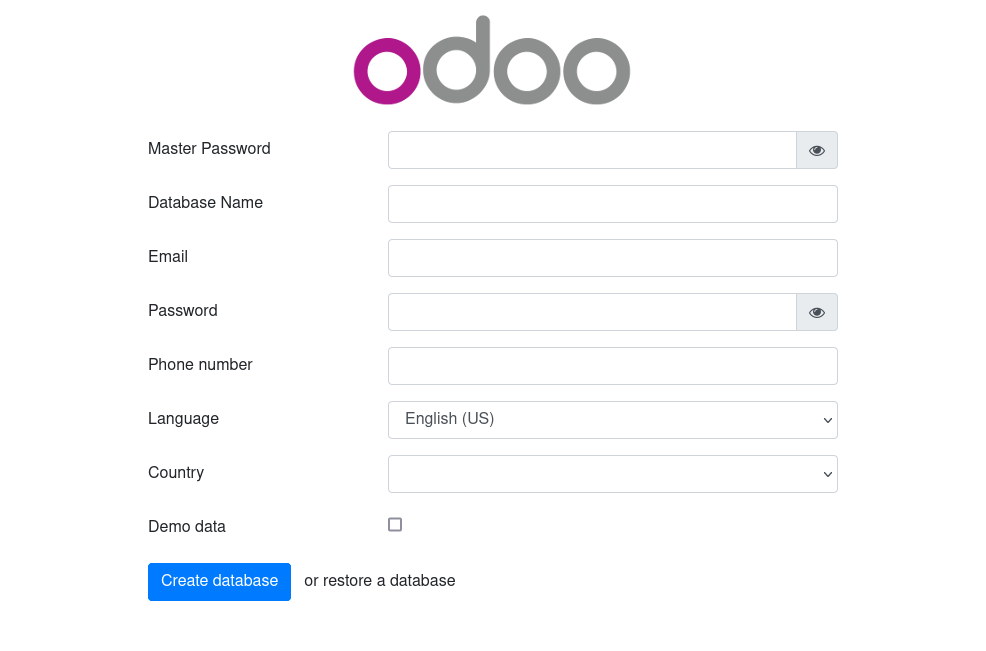 odoo
Master Password
Database Name
Email
Password
Phone number
Language English (US)
Country
Demo data
Create database or restore a database